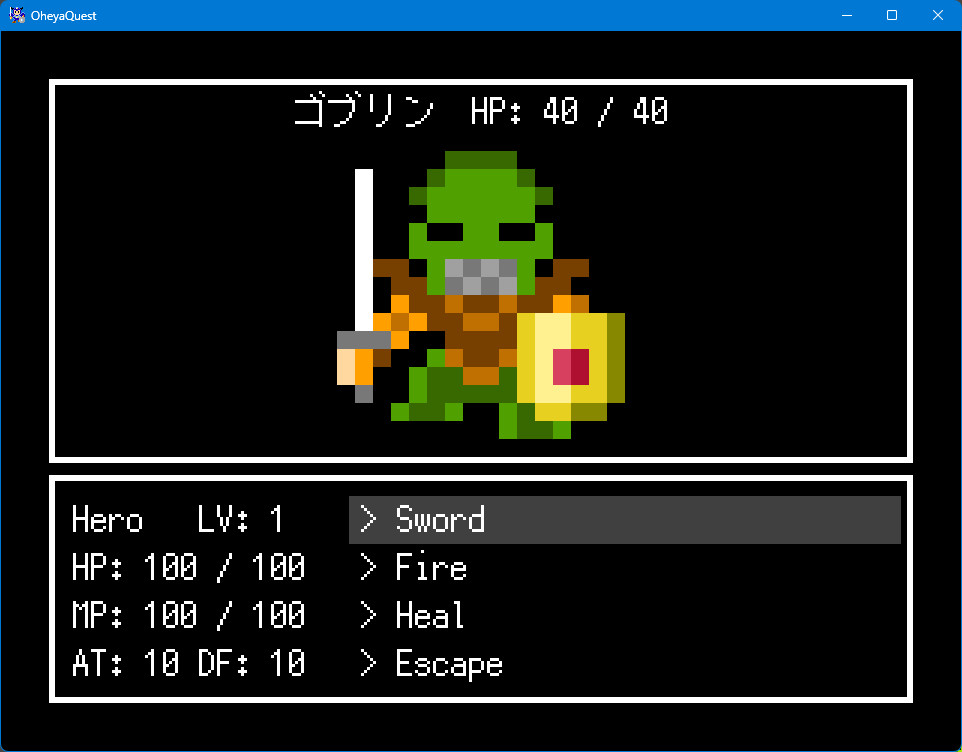 OheyaQuest
ゴブリン HP: 40 / 40
Hero LV: 1 > Sword
HP: 100 / 100 > Fire
MP: 100 / 100 > Heal
AT: 10 DF: 10 > Escape